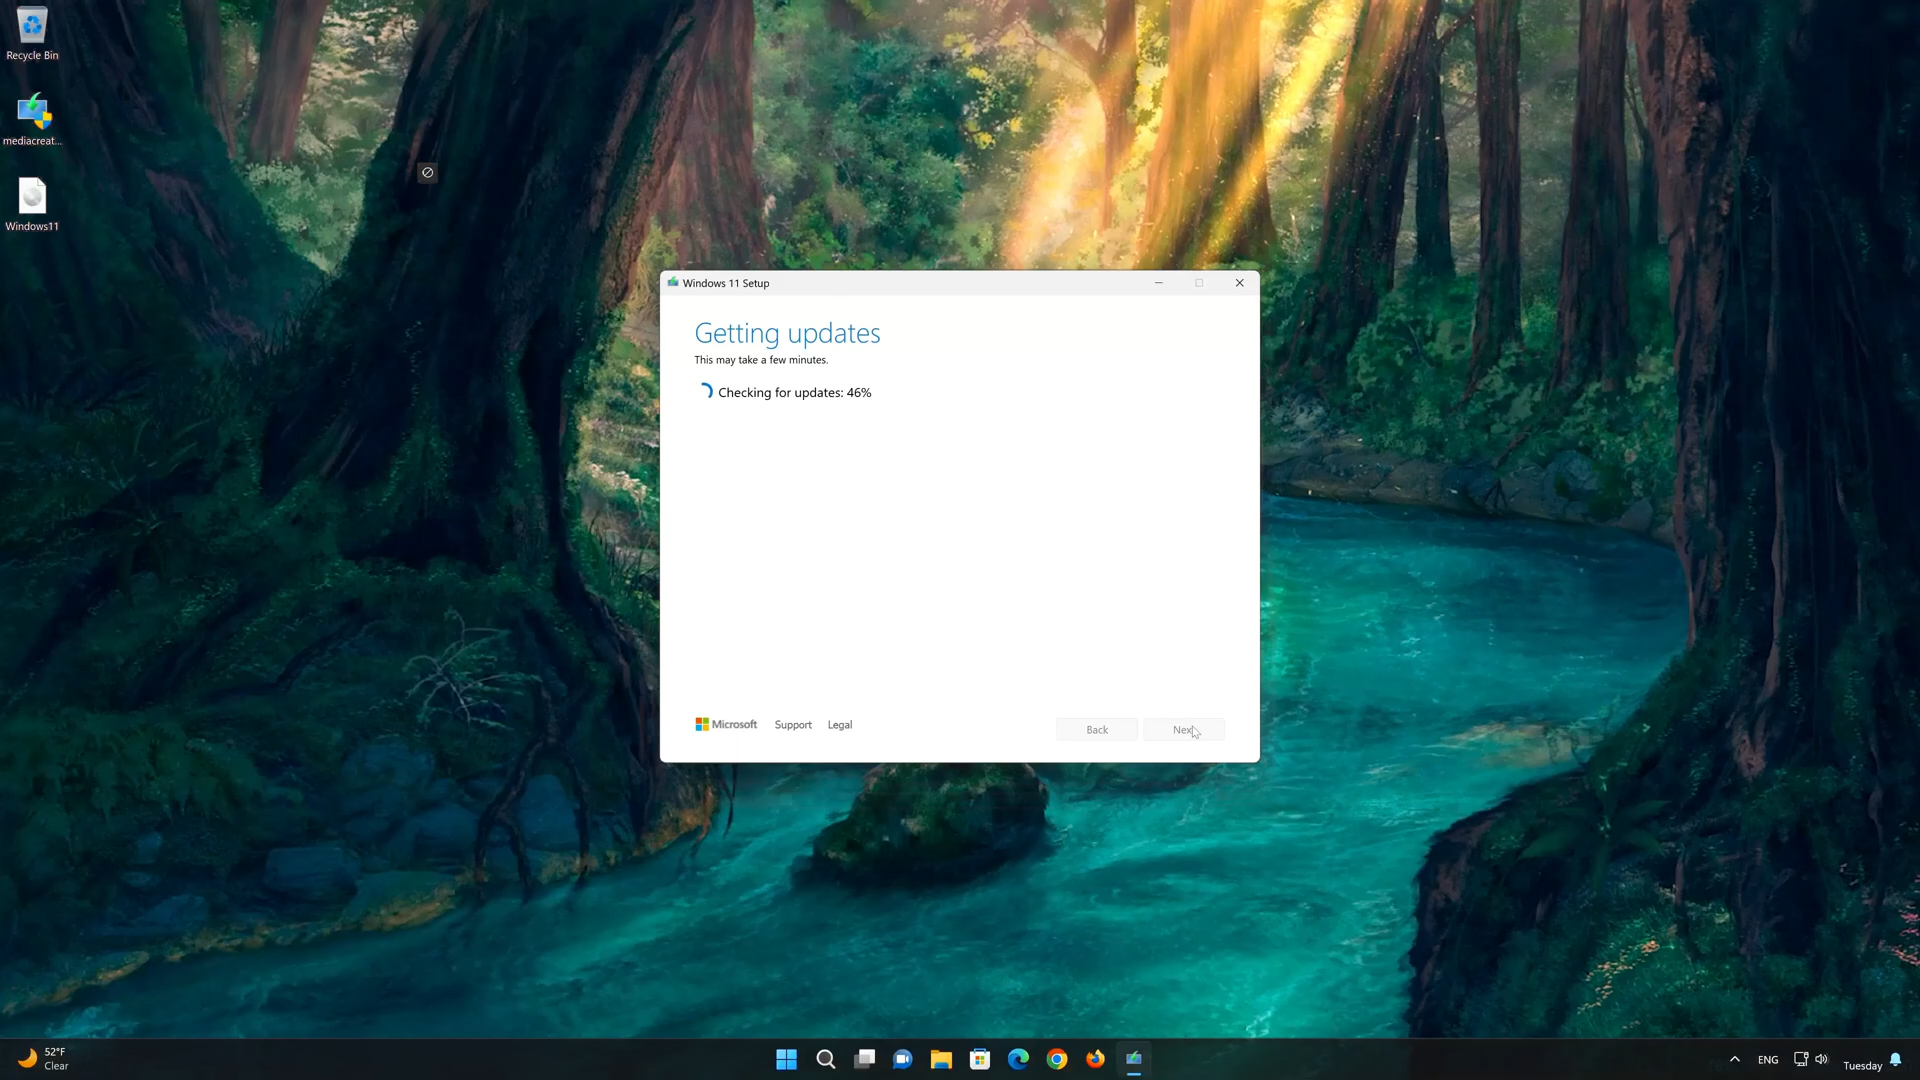 Recycle Bin
mediacreat...
Windows11
Windows 11 Setup
Getting updates
This may take a few minutes.
Checking for updates: 46%
Microsoft
Support
Legal
Back
Next
52°F
Clear
ENG
Tuesday